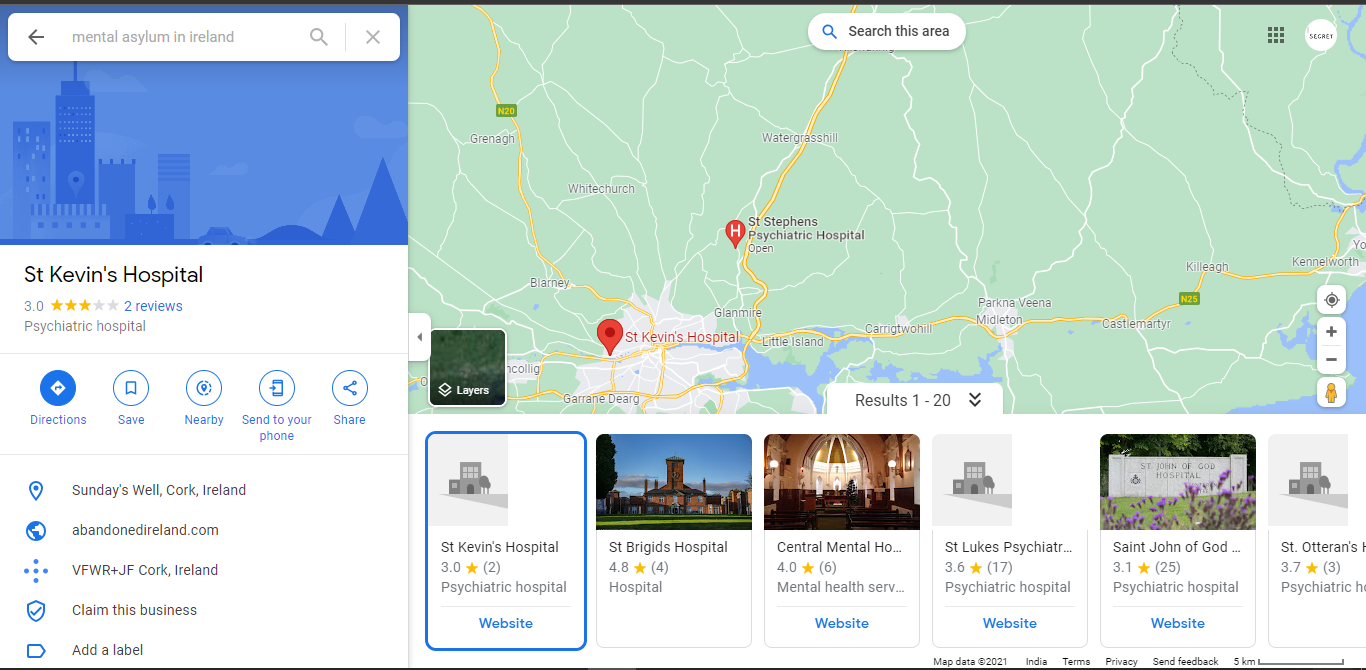 mental asylum in ireland
St Kevin's Hospital
3.0
2 reviews
Psychiatric hospital
Directions
Save
Nearby
Send to your
phone
Share
Sunday's Well, Cork, Ireland
abandonedireland.com
VFWR+JF Cork, Ireland
Claim this business
Add a label
Search this area
SECRET
N20
Grenagh
Watergrasshill
Whitechurch
St Stephens
Psychiatric Hospital
Open
Blarney
Glanmire
St Kevin's Hospital
Little Island
Carrigtwohill
Parkna Veena
Midleton
Castlemartyr
N25
Killeagh
Kennelworth
Yo
ncollig
Garrane Dearg
Layers
Results 1 - 20
St Kevin's Hospital
3.0 (2)
Psychiatric hospital
Website
St Brigids Hospital
4.8 (4)
Hospital
Central Mental Ho...
4.0 (6)
Mental health serv...
Website
St Lukes Psychiatr...
3.6 (17)
Psychiatric hospital
Website
ST JOHN OF GOD
HOSPITAL
Saint John of God ...
3.1 (25)
Psychiatric hospital
Website
St. Otteran's H
3.7 (3)
Psychiatric ho
Map data ©2021 India Terms Privacy Send feedback 5 km